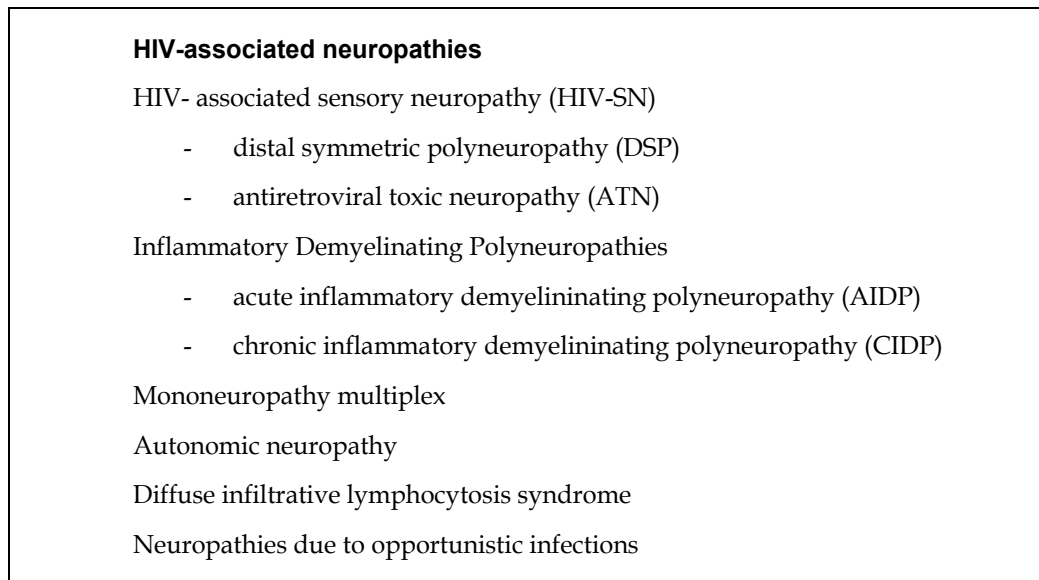 HIV-associated neuropathies
HIV- associated sensory neuropathy (HIV-SN)
- distal symmetric polyneuropathy (DSP)
- antiretroviral toxic neuropathy (ATN)
Inflammatory Demyelinating Polyneuropathies
- acute inflammatory demyelininating polyneuropathy (AIDP)
- chronic inflammatory demyelininating polyneuropathy (CIDP)
Mononeuropathy multiplex
Autonomic neuropathy
Diffuse infiltrative lymphocytosis syndrome
Neuropathies due to opportunistic infections